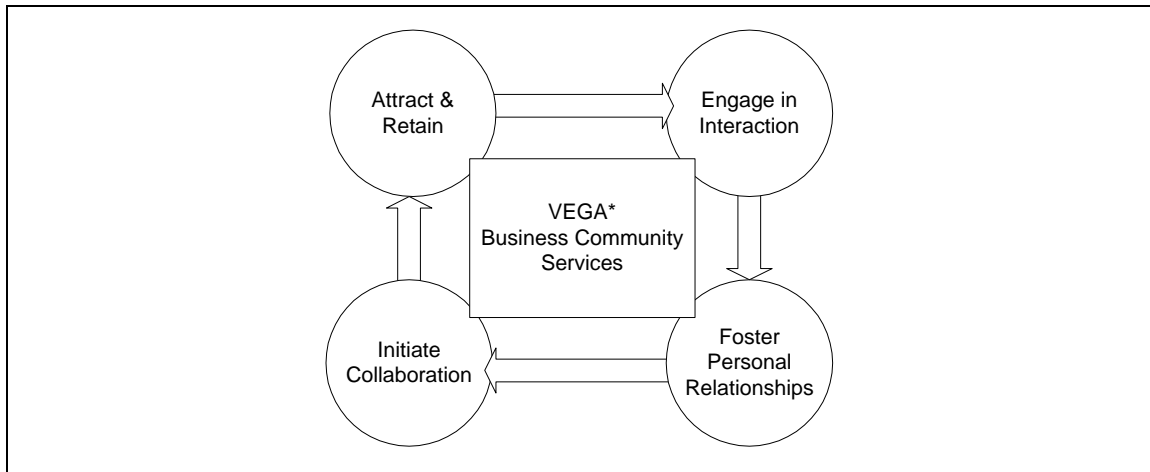 Attract &
Retain
Engage in
Interaction
VEGA*
Business Community
Services
Initiate
Collaboration
Foster
Personal
Relationships